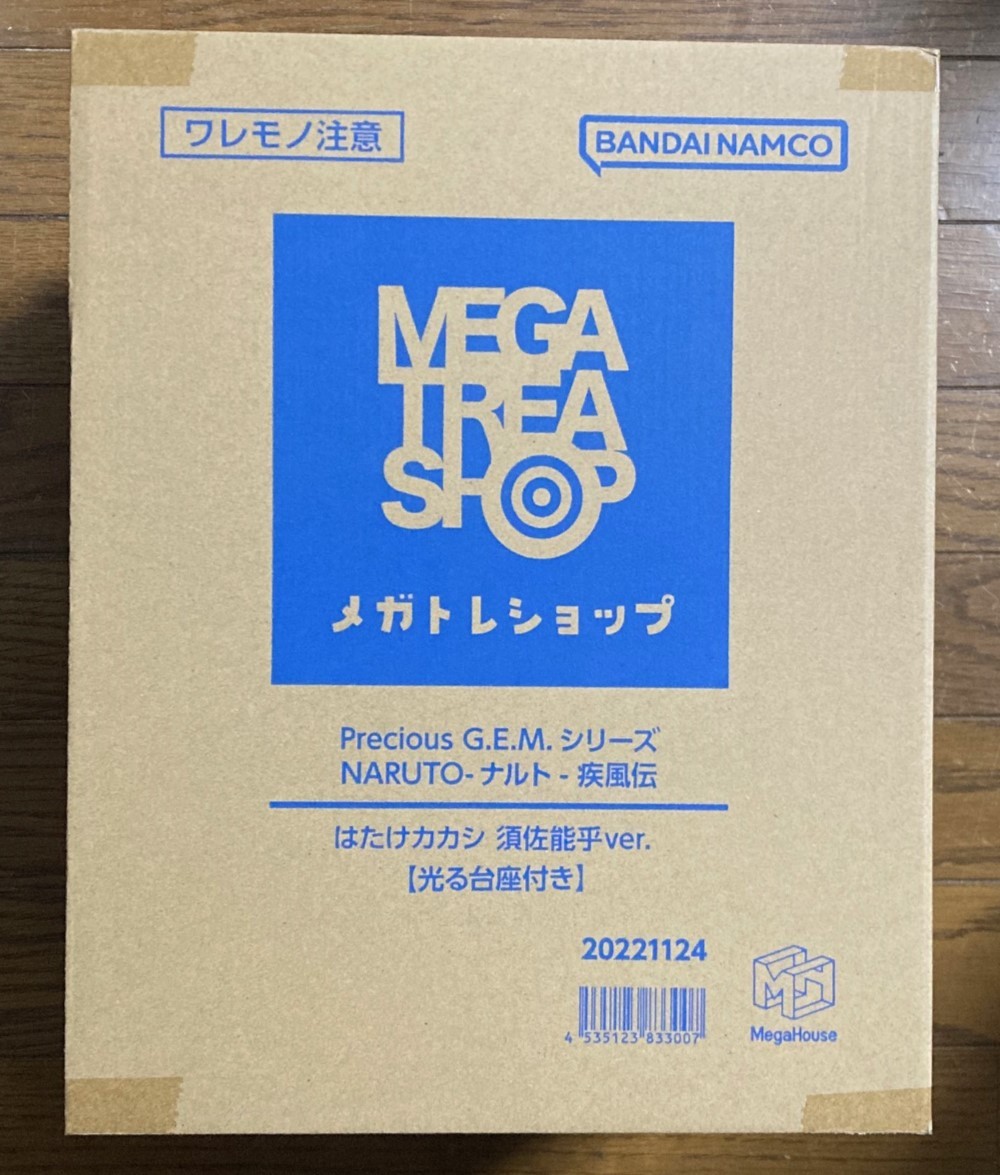 ワレモノ注意
BANDAI NAMCO
MEGA
TREA
SHOP
メガトレショップ
Precious G.E.M. シリーズ
NARUTO-ナルト- 疾風伝
はたけカカシ 須佐能乎ver.
【光る台座付き】
20221124
4 535123 833007
MH
MegaHouse